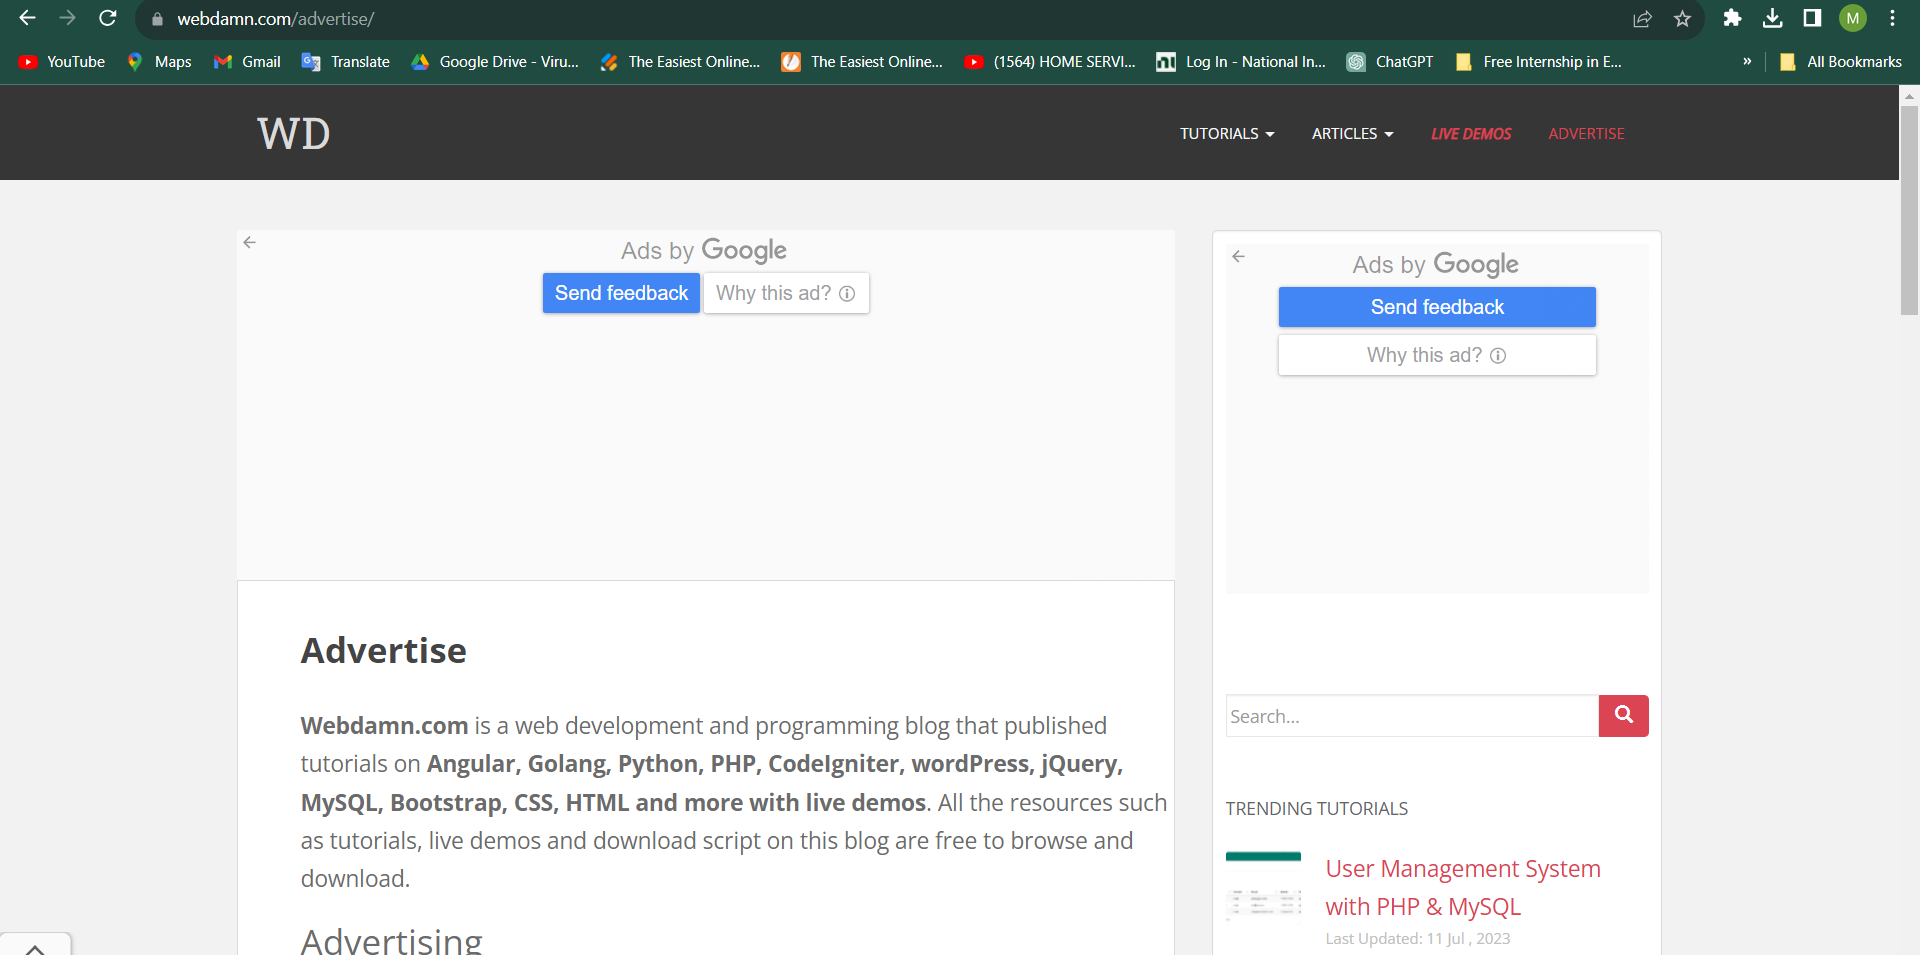 webdamn.com/advertise/
M
YouTube Maps Gmail Translate Google Drive - Viru... The Easiest Online... The Easiest Online... (1564) HOME SERVI... Log In - National In... ChatGPT Free Internship in E... » All Bookmarks
WD
TUTORIALS ARTICLES LIVE DEMOS ADVERTISE
Ads by Google
Send feedback Why this ad?
Advertise
Webdamn.com is a web development and programming blog that published
tutorials on Angular, Golang, Python, PHP, CodeIgniter, wordPress, jQuery,
MySQL, Bootstrap, CSS, HTML and more with live demos. All the resources such
as tutorials, live demos and download script on this blog are free to browse and
download.
Advertising
Ads by Google
Send feedback
Why this ad?
Search...
TRENDING TUTORIALS
User Management System
with PHP & MySQL
Last Updated: 11 Jul , 2023